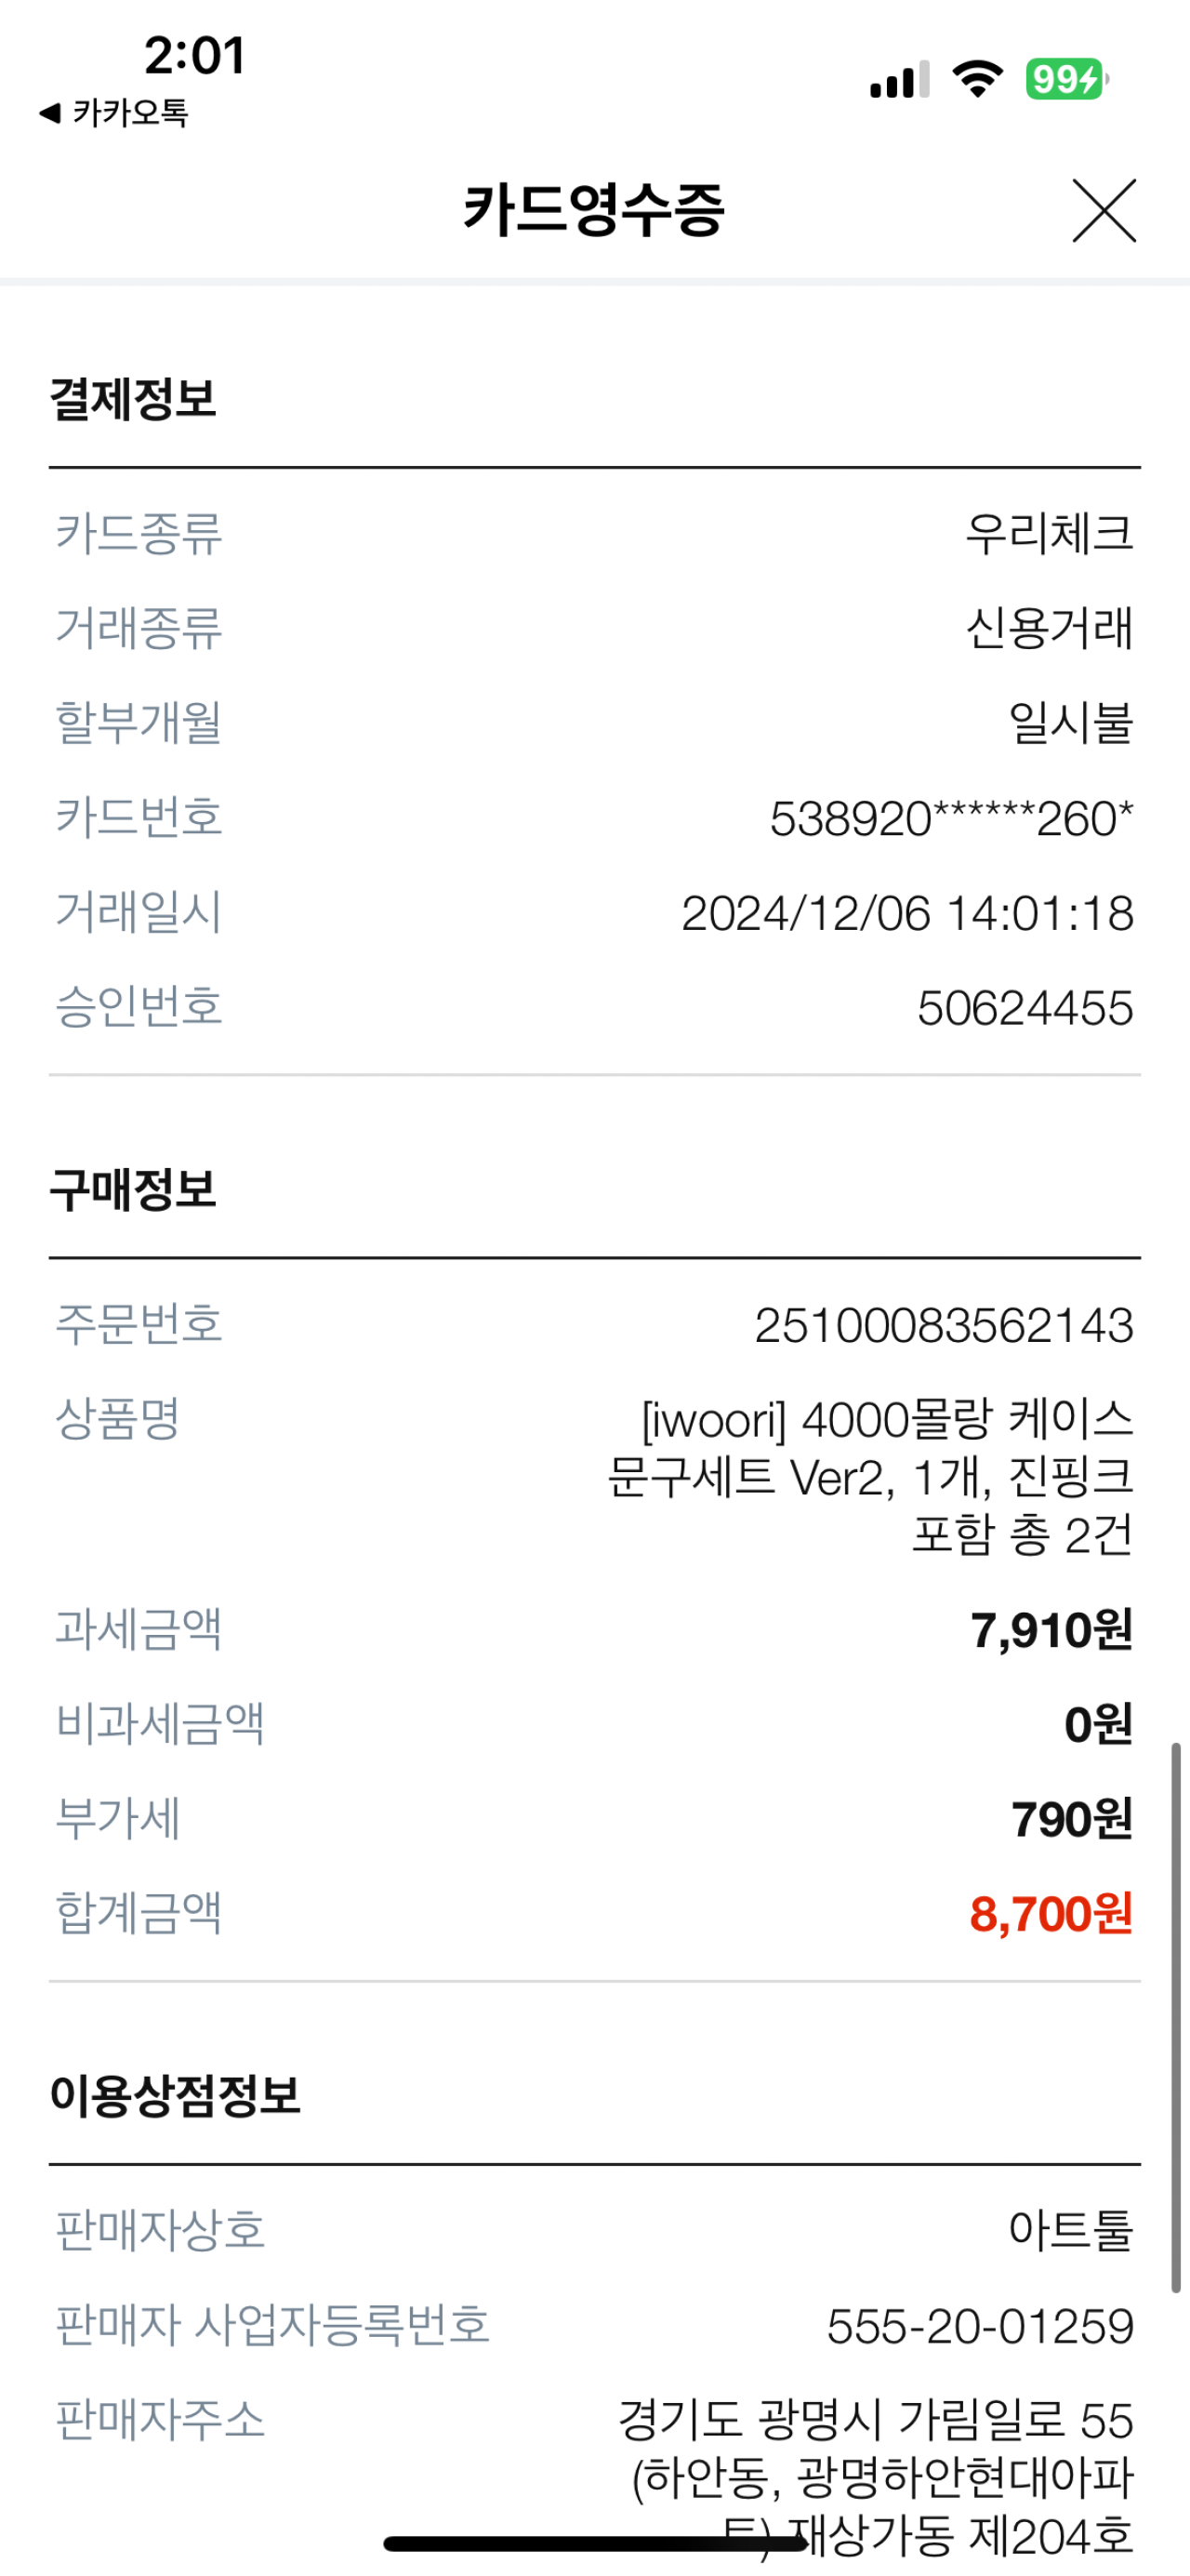 2:01
99
◀ 카카오톡
카드영수증
결제정보
카드종류 우리체크
거래종류 신용거래
할부개월 일시불
카드번호 538920******260*
거래일시 2024/12/06 14:01:18
승인번호 50624455
구매정보
주문번호 25100083562143
상품명 [iwoori] 4000몰랑 케이스
문구세트 Ver2, 1개, 진핑크
포함 총 2건
과세금액 7,910원
비과세금액 0원
부가세 790원
합계금액 8,700원
이용상점정보
판매자상호 아트툴
판매자 사업자등록번호 555-20-01259
판매자주소 경기도 광명시 가림일로 55
(하안동, 광명하안현대아파
트) 재상가동 제204호